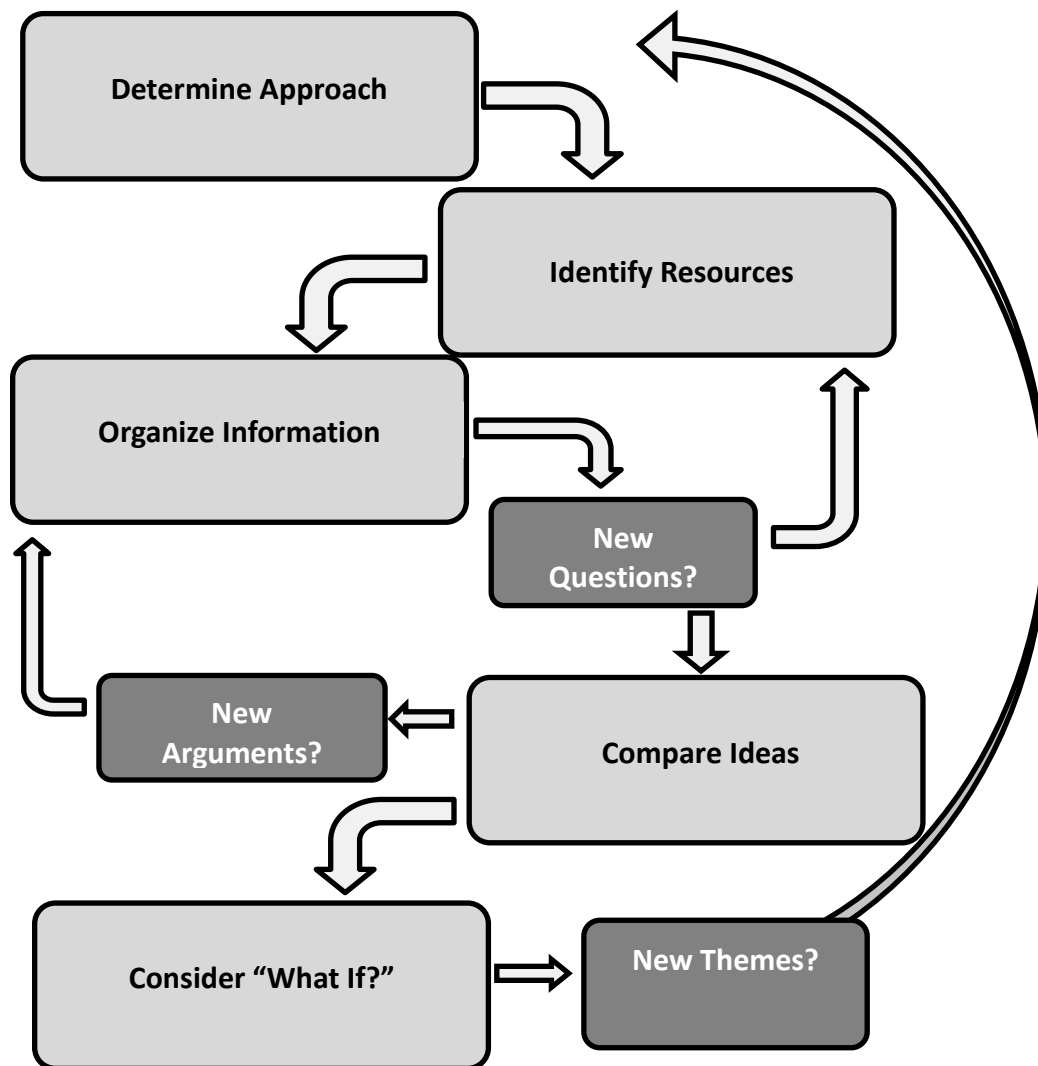 Determine Approach
Identify Resources
Organize Information
New
Questions?
New
Arguments?
Compare Ideas
Consider “What If?”
New Themes?